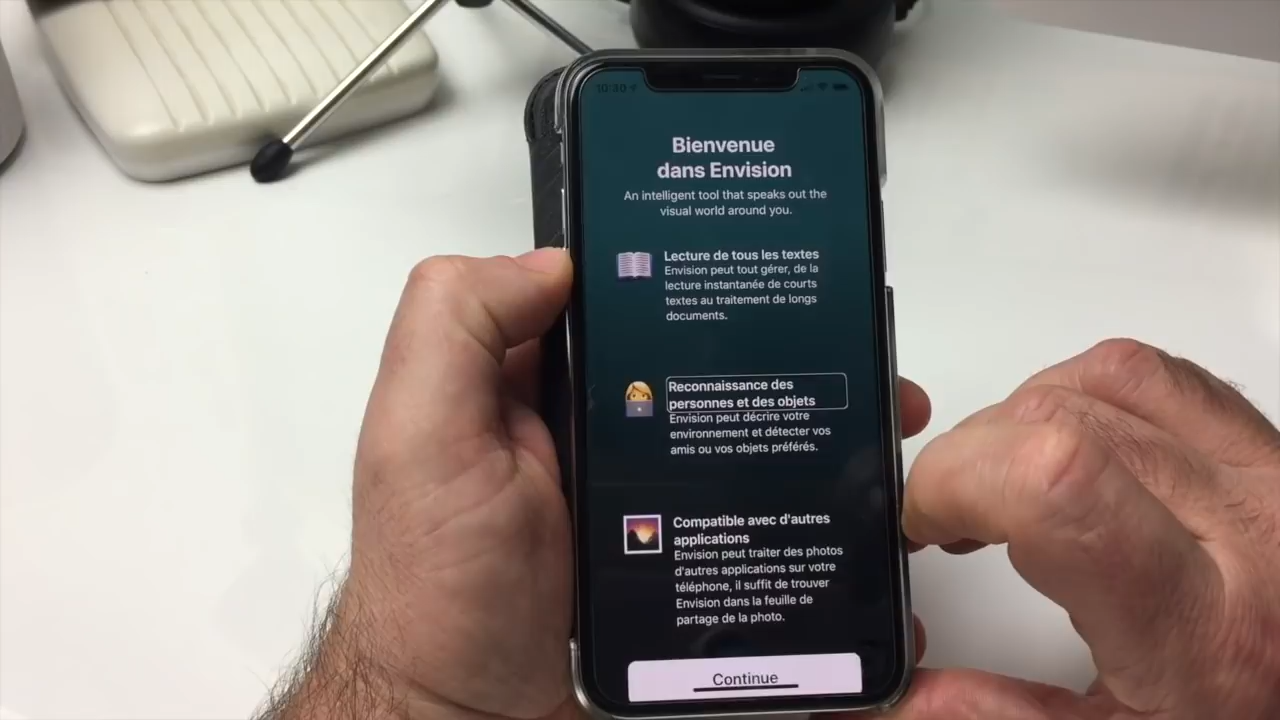 10:30
Bienvenue
dans Envision
An intelligent tool that speaks out the
visual world around you.
Lecture de tous les textes
Envision peut tout gérer, de la
lecture instantanée de courts
textes au traitement de longs
documents.
Reconnaissance des
personnes et des objets
Envision peut décrire votre
environnement et détecter vos
amis ou vos objets préférés.
Compatible avec d'autres
applications
Envision peut traiter des photos
d'autres applications sur votre
téléphone, il suffit de trouver
Envision dans la feuille de
partage de la photo.
Continue